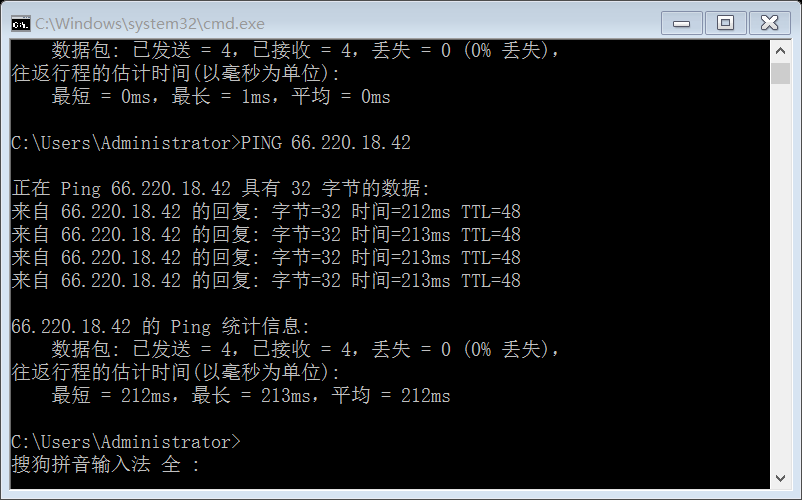 C:\Windows\system32\cmd.exe
数据包: 已发送 = 4，已接收 = 4，丢失 = 0 (0% 丢失)，
往返行程的估计时间(以毫秒为单位):
最短 = 0ms，最长 = 1ms，平均 = 0ms
C:\Users\Administrator>PING 66.220.18.42
正在 Ping 66.220.18.42 具有 32 字节的数据:
来自 66.220.18.42 的回复: 字节=32 时间=212ms TTL=48
来自 66.220.18.42 的回复: 字节=32 时间=213ms TTL=48
来自 66.220.18.42 的回复: 字节=32 时间=213ms TTL=48
来自 66.220.18.42 的回复: 字节=32 时间=213ms TTL=48
66.220.18.42 的 Ping 统计信息:
数据包: 已发送 = 4，已接收 = 4，丢失 = 0 (0% 丢失)，
往返行程的估计时间(以毫秒为单位):
最短 = 212ms，最长 = 213ms，平均 = 212ms
C:\Users\Administrator>
搜狗拼音输入法 全 :